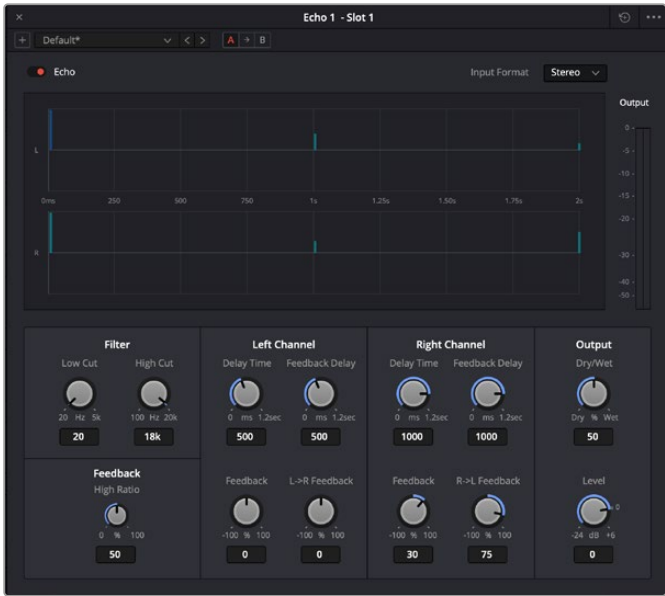 Echo 1 - Slot 1
Default*
A
B
Echo
Input Format
Stereo
Output
L
0ms 250 500 750 1s 1.25s 1.50s 1.75s 2s
R
0
-5
-10
-15
-20
-30
-40
-50
Filter
Low Cut High Cut
20 Hz 5k 100 Hz 20k
20 18k
Feedback
High Ratio
0 % 100
50
Left Channel
Delay Time Feedback Delay
0 ms 1.2sec 0 ms 1.2sec
500 500
Feedback L->R Feedback
-100 % 100 -100 % 100
0 0
Right Channel
Delay Time Feedback Delay
0 ms 1.2sec 0 ms 1.2sec
1000 1000
Feedback R->L Feedback
-100 % 100 -100 % 100
30 75
Output
Dry/Wet
Dry % Wet
50
Level
0
-24 dB +6
0